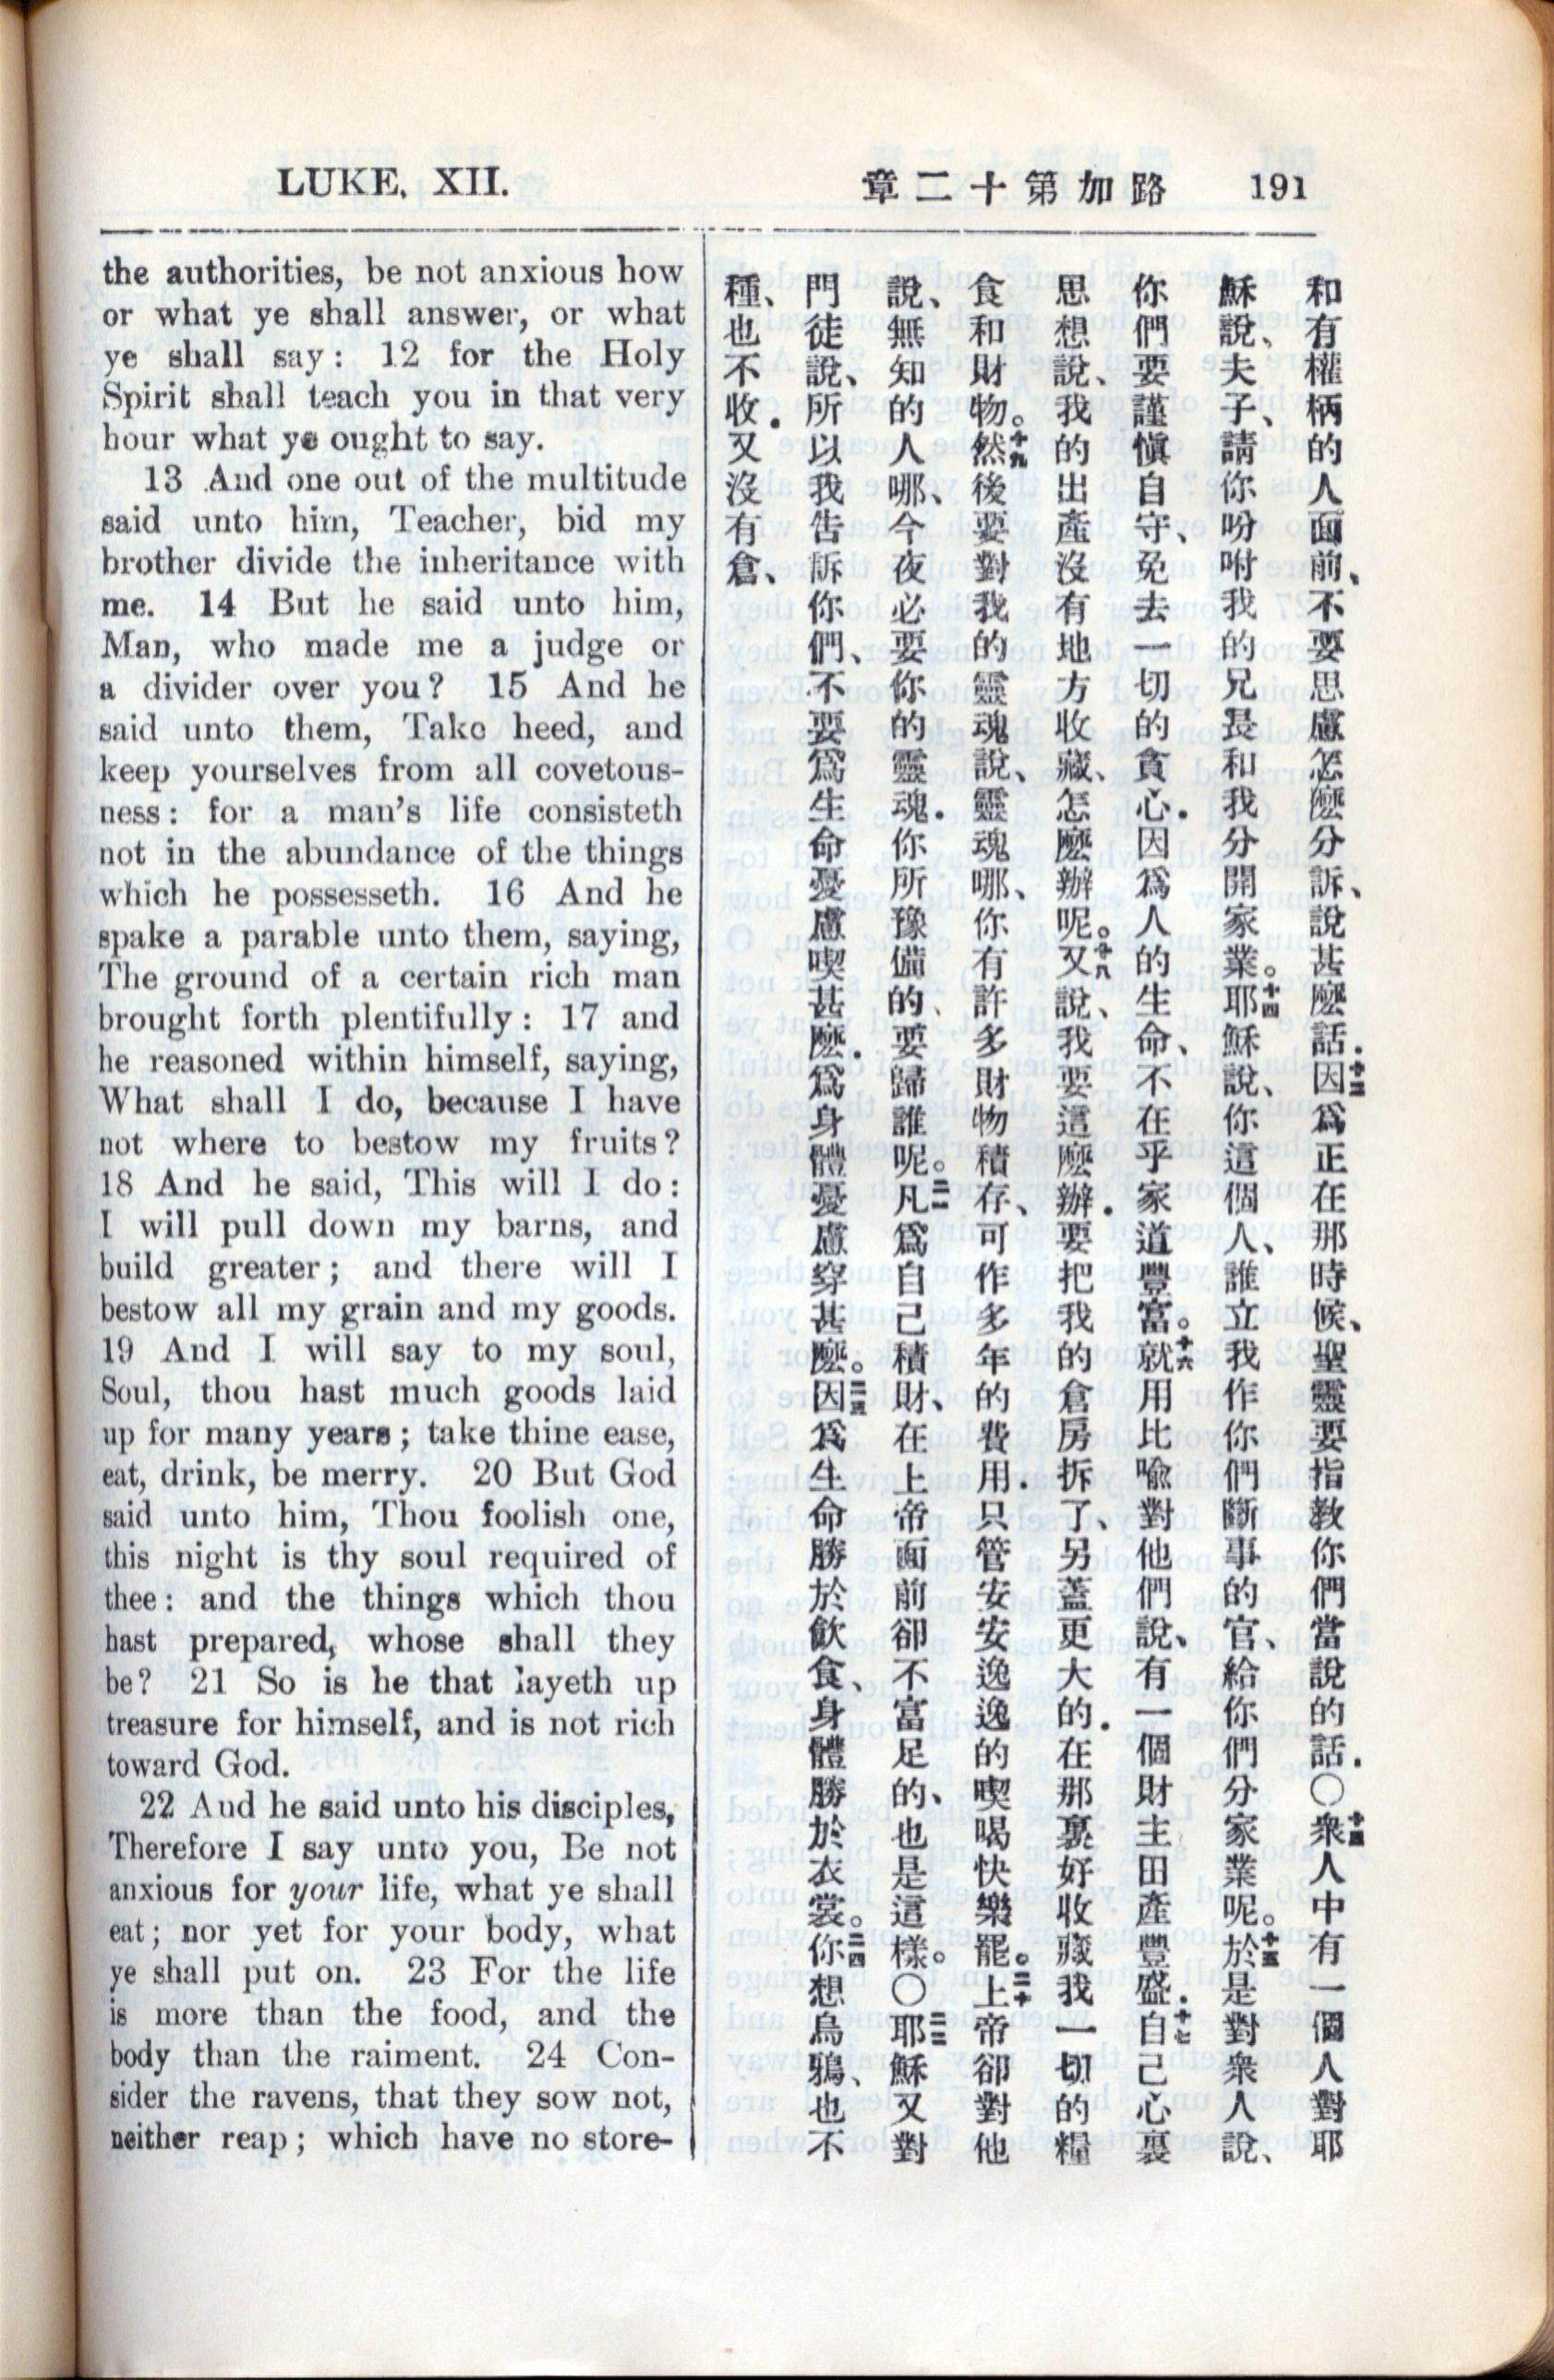 LUKE, XII.
章二十第加路 191
the authorities, be not anxious how
or what ye shall answer, or what
ye shall say: 12 for the Holy
Spirit shall teach you in that very
hour what ye ought to say.
13 And one out of the multitude
said unto him, Teacher, bid my
brother divide the inheritance with
me. 14 But he said unto him,
Man, who made me a judge or
a divider over you? 15 And he
said unto them, Take heed, and
keep yourselves from all covetous-
ness: for a man's life consisteth
not in the abundance of the things
which he possesseth. 16 And he
spake a parable unto them, saying,
The ground of a certain rich man
brought forth plentifully: 17 and
he reasoned within himself, saying,
What shall I do, because I have
not where to bestow my fruits?
18 And he said, This will I do:
I will pull down my barns, and
build greater; and there will I
bestow all my grain and my goods.
19 And I will say to my soul,
Soul, thou hast much goods laid
up for many years; take thine ease,
eat, drink, be merry. 20 But God
said unto him, Thou foolish one,
this night is thy soul required of
thee: and the things which thou
hast prepared, whose shall they
be? 21 So is he that layeth up
treasure for himself, and is not rich
toward God.
22 And he said unto his disciples,
Therefore I say unto you, Be not
anxious for your life, what ye shall
eat; nor yet for your body, what
ye shall put on. 23 For the life
is more than the food, and the
body than the raiment. 24 Con-
sider the ravens, that they sow not,
neither reap; which have no store-
和有權柄的人面前、不要思慮怎麼分訴、說甚麼話．十二因爲正在那時候、聖靈要指教你們當說的話．〇十三衆人中有一個人對耶
穌說、夫子、請你吩咐我的兄長和我分開家業。十四耶穌說、你這個人、誰立我作你們斷事的官、給你們分家業呢。十五於是對衆人說、
你們要謹愼自守、免去一切的貪心．因爲人的生命、不在乎家道豐富。十六就用比喩對他們說、有一個財主田產豐盛．十七自己心裏
思想說、我的出產沒有地方收藏、怎麼辦呢。十八又說、我要這麼辦．要把我的倉房拆了、另蓋更大的．在那裏好收藏我一切的糧
食和財物。十九然後要對我的靈魂說、靈魂哪、你有許多財物積存、可作多年的費用．只管安安逸逸的喫喝快樂罷。二十上帝卻對他
說、無知的人哪、今夜必要你的靈魂．你所豫備的、要歸誰呢。二一凡爲自己積財、在上帝面前卻不富足的、也是這樣。〇二二耶穌又對
門徒說、所以我告訴你們、不要爲生命憂慮喫甚麼．爲身體憂慮穿甚麼。二三因爲生命勝於飲食、身體勝於衣裳。二四你想烏鴉、也不
種、也不收．又沒有倉、